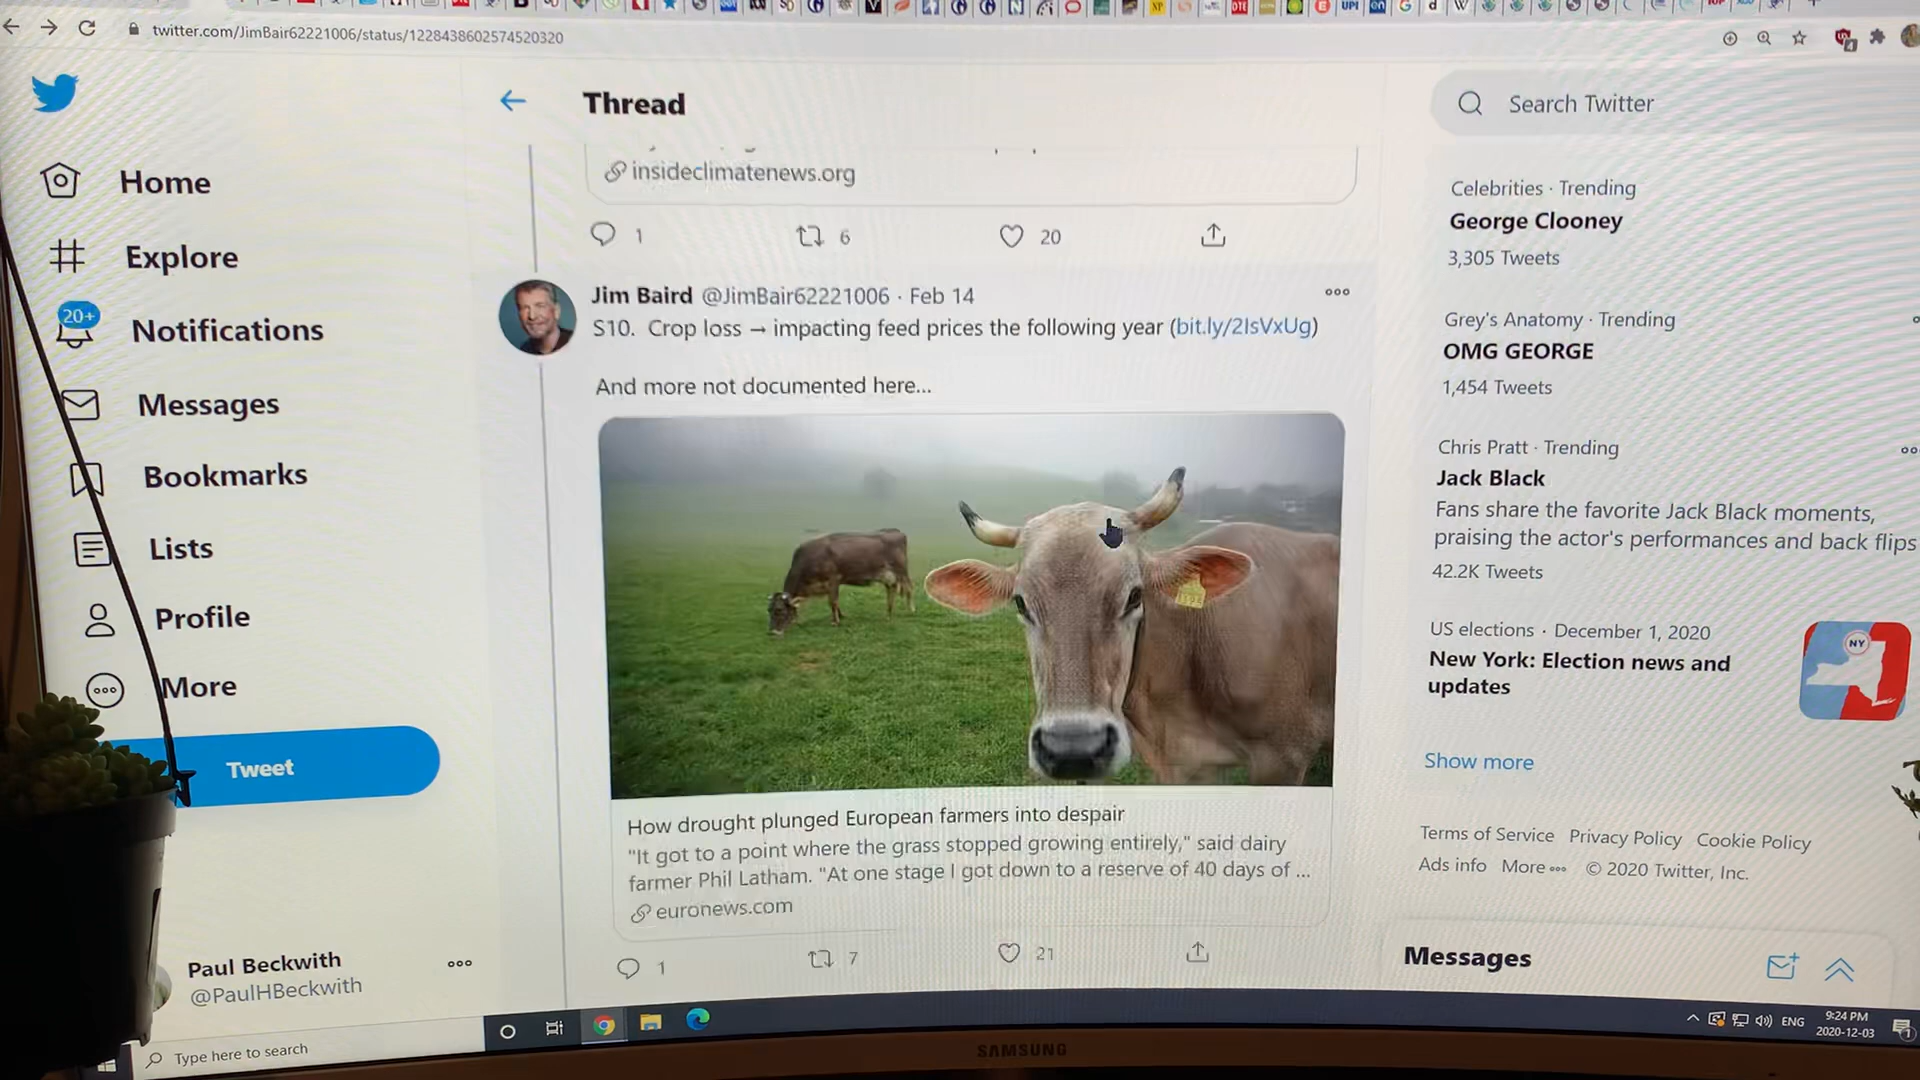 twitter.com/JimBair62221006/status/1228438602574520320
Home
Explore
20+
Notifications
Messages
Bookmarks
Lists
Profile
More
Tweet
Paul Beckwith
@PaulHBeckwith
Thread
insideclimatenews.org
1 6 20
Jim Baird @JimBair62221006 · Feb 14
S10. Crop loss → impacting feed prices the following year (bit.ly/2IsVxUg)
And more not documented here...
How drought plunged European farmers into despair
"It got to a point where the grass stopped growing entirely," said dairy
farmer Phil Latham. "At one stage I got down to a reserve of 40 days of ...
euronews.com
1 7 21
Search Twitter
Celebrities · Trending
George Clooney
3,305 Tweets
Grey's Anatomy · Trending
OMG GEORGE
1,454 Tweets
Chris Pratt · Trending
Jack Black
Fans share the favorite Jack Black moments,
praising the actor's performances and back flips
42.2K Tweets
US elections · December 1, 2020
New York: Election news and
updates
NY
Show more
Terms of Service Privacy Policy Cookie Policy
Ads info More © 2020 Twitter, Inc.
Messages
Type here to search
ENG
9:24 PM
2020-12-03
SAMSUNG